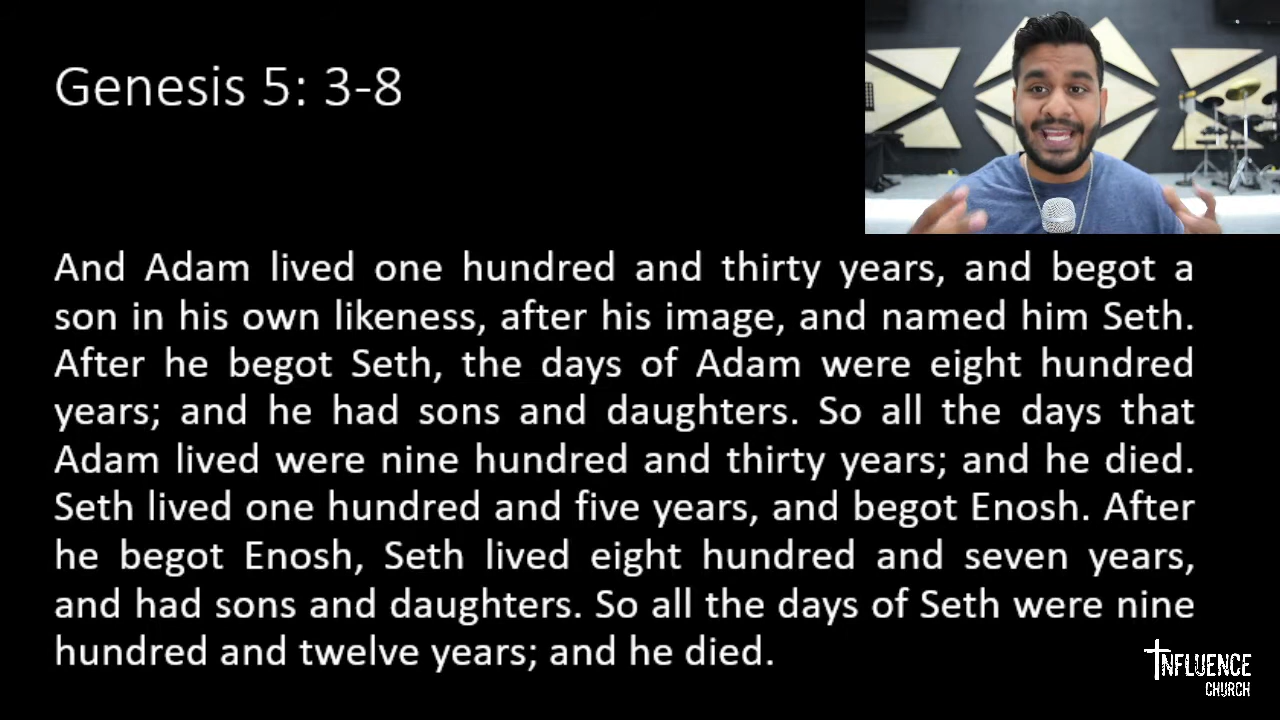 Genesis 5: 3-8
And Adam lived one hundred and thirty years, and begot a
son in his own likeness, after his image, and named him Seth.
After he begot Seth, the days of Adam were eight hundred
years; and he had sons and daughters. So all the days that
Adam lived were nine hundred and thirty years; and he died.
Seth lived one hundred and five years, and begot Enosh. After
he begot Enosh, Seth lived eight hundred and seven years,
and had sons and daughters. So all the days of Seth were nine
hundred and twelve years; and he died.
INFLUENCE
CHURCH